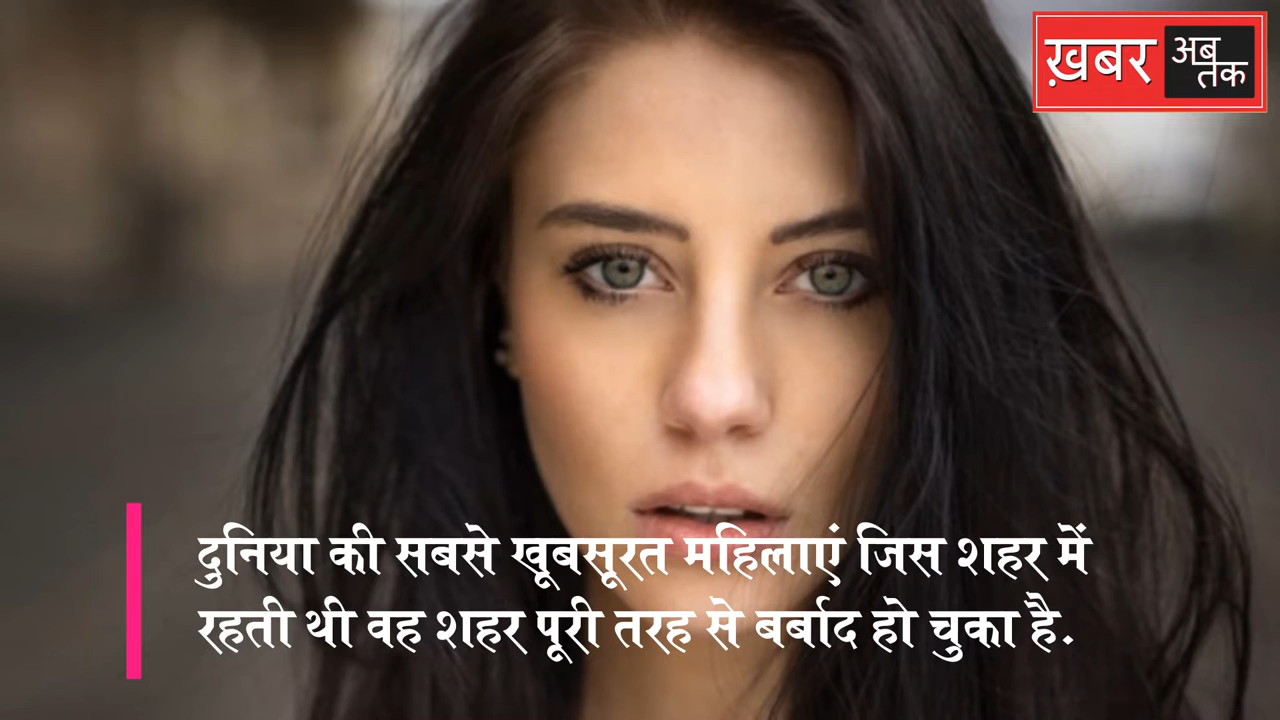 ख़बर अब तक
दुनिया की सबसे खूबसूरत महिलाएं जिस शहर में
रहती थी वह शहर पूरी तरह से बर्बाद हो चुका है.